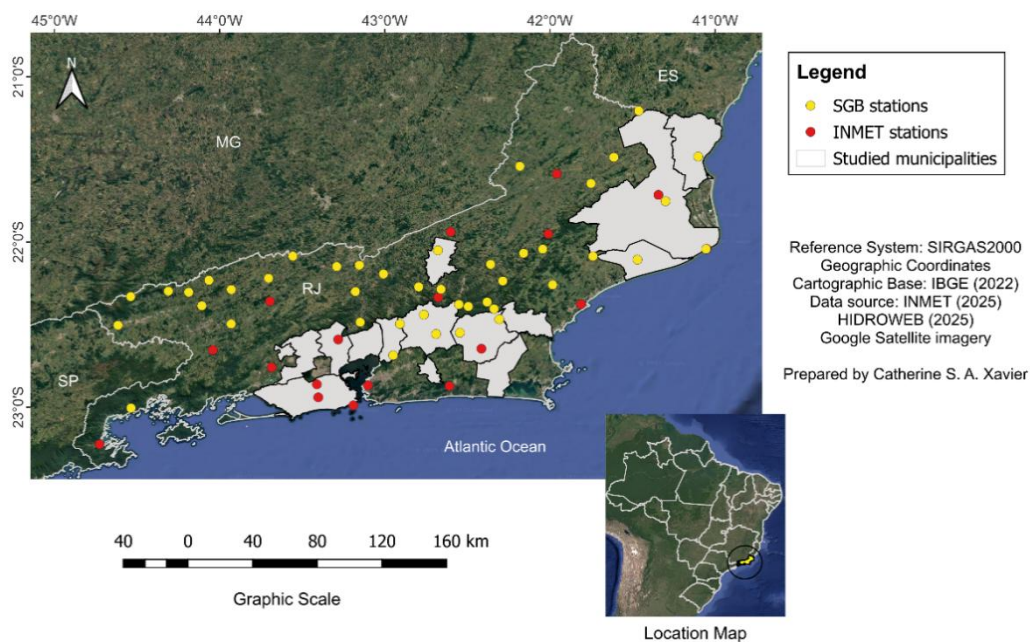 45°0'W 44°0'W 43°0'W 42°0'W 41°0'W
21°0'S
22°0'S
23°0'S
N
ES
MG
RJ
SP
Atlantic Ocean
Legend
SGB stations
INMET stations
Studied municipalities
Reference System: SIRGAS2000
Geographic Coordinates
Cartographic Base: IBGE (2022)
Data source: INMET (2025)
HIDROWEB (2025)
Google Satellite imagery
Prepared by Catherine S. A. Xavier
40 0 40 80 120 160 km
Graphic Scale
Location Map